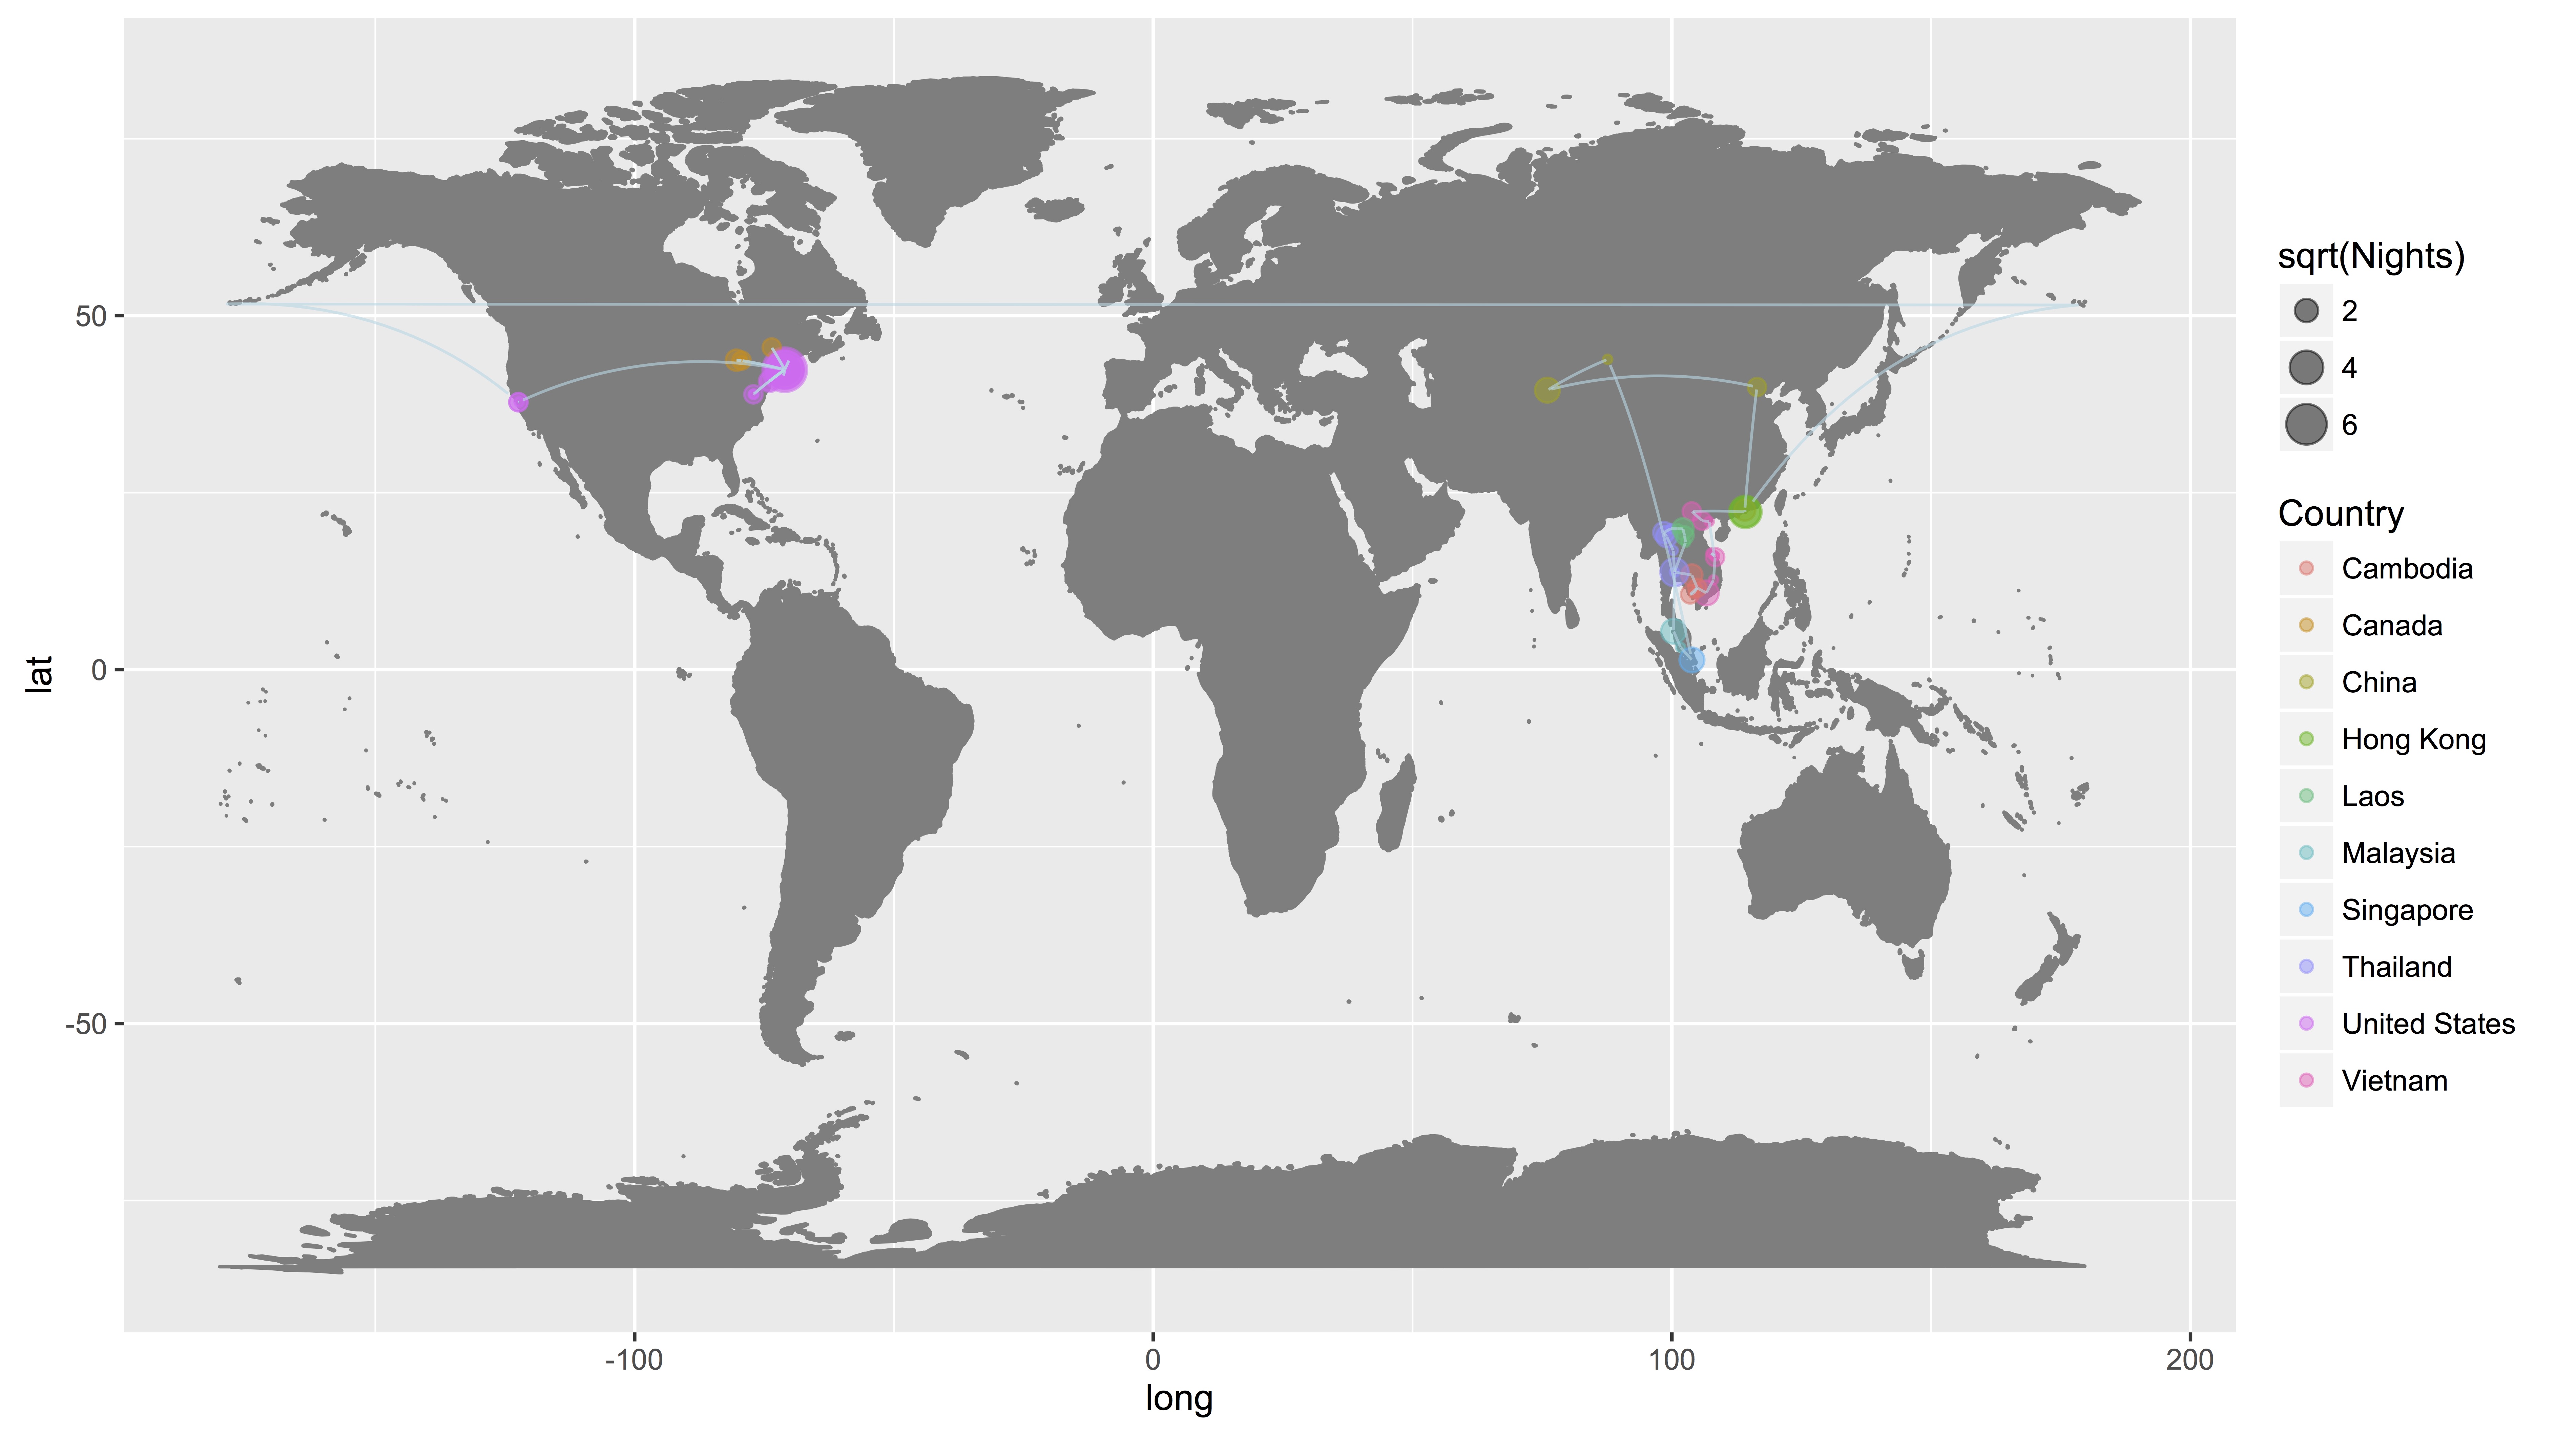 50
0
-50
lat
-100
0
100
200
long
sqrt(Nights)
2
4
6
Country
Cambodia
Canada
China
Hong Kong
Laos
Malaysia
Singapore
Thailand
United States
Vietnam